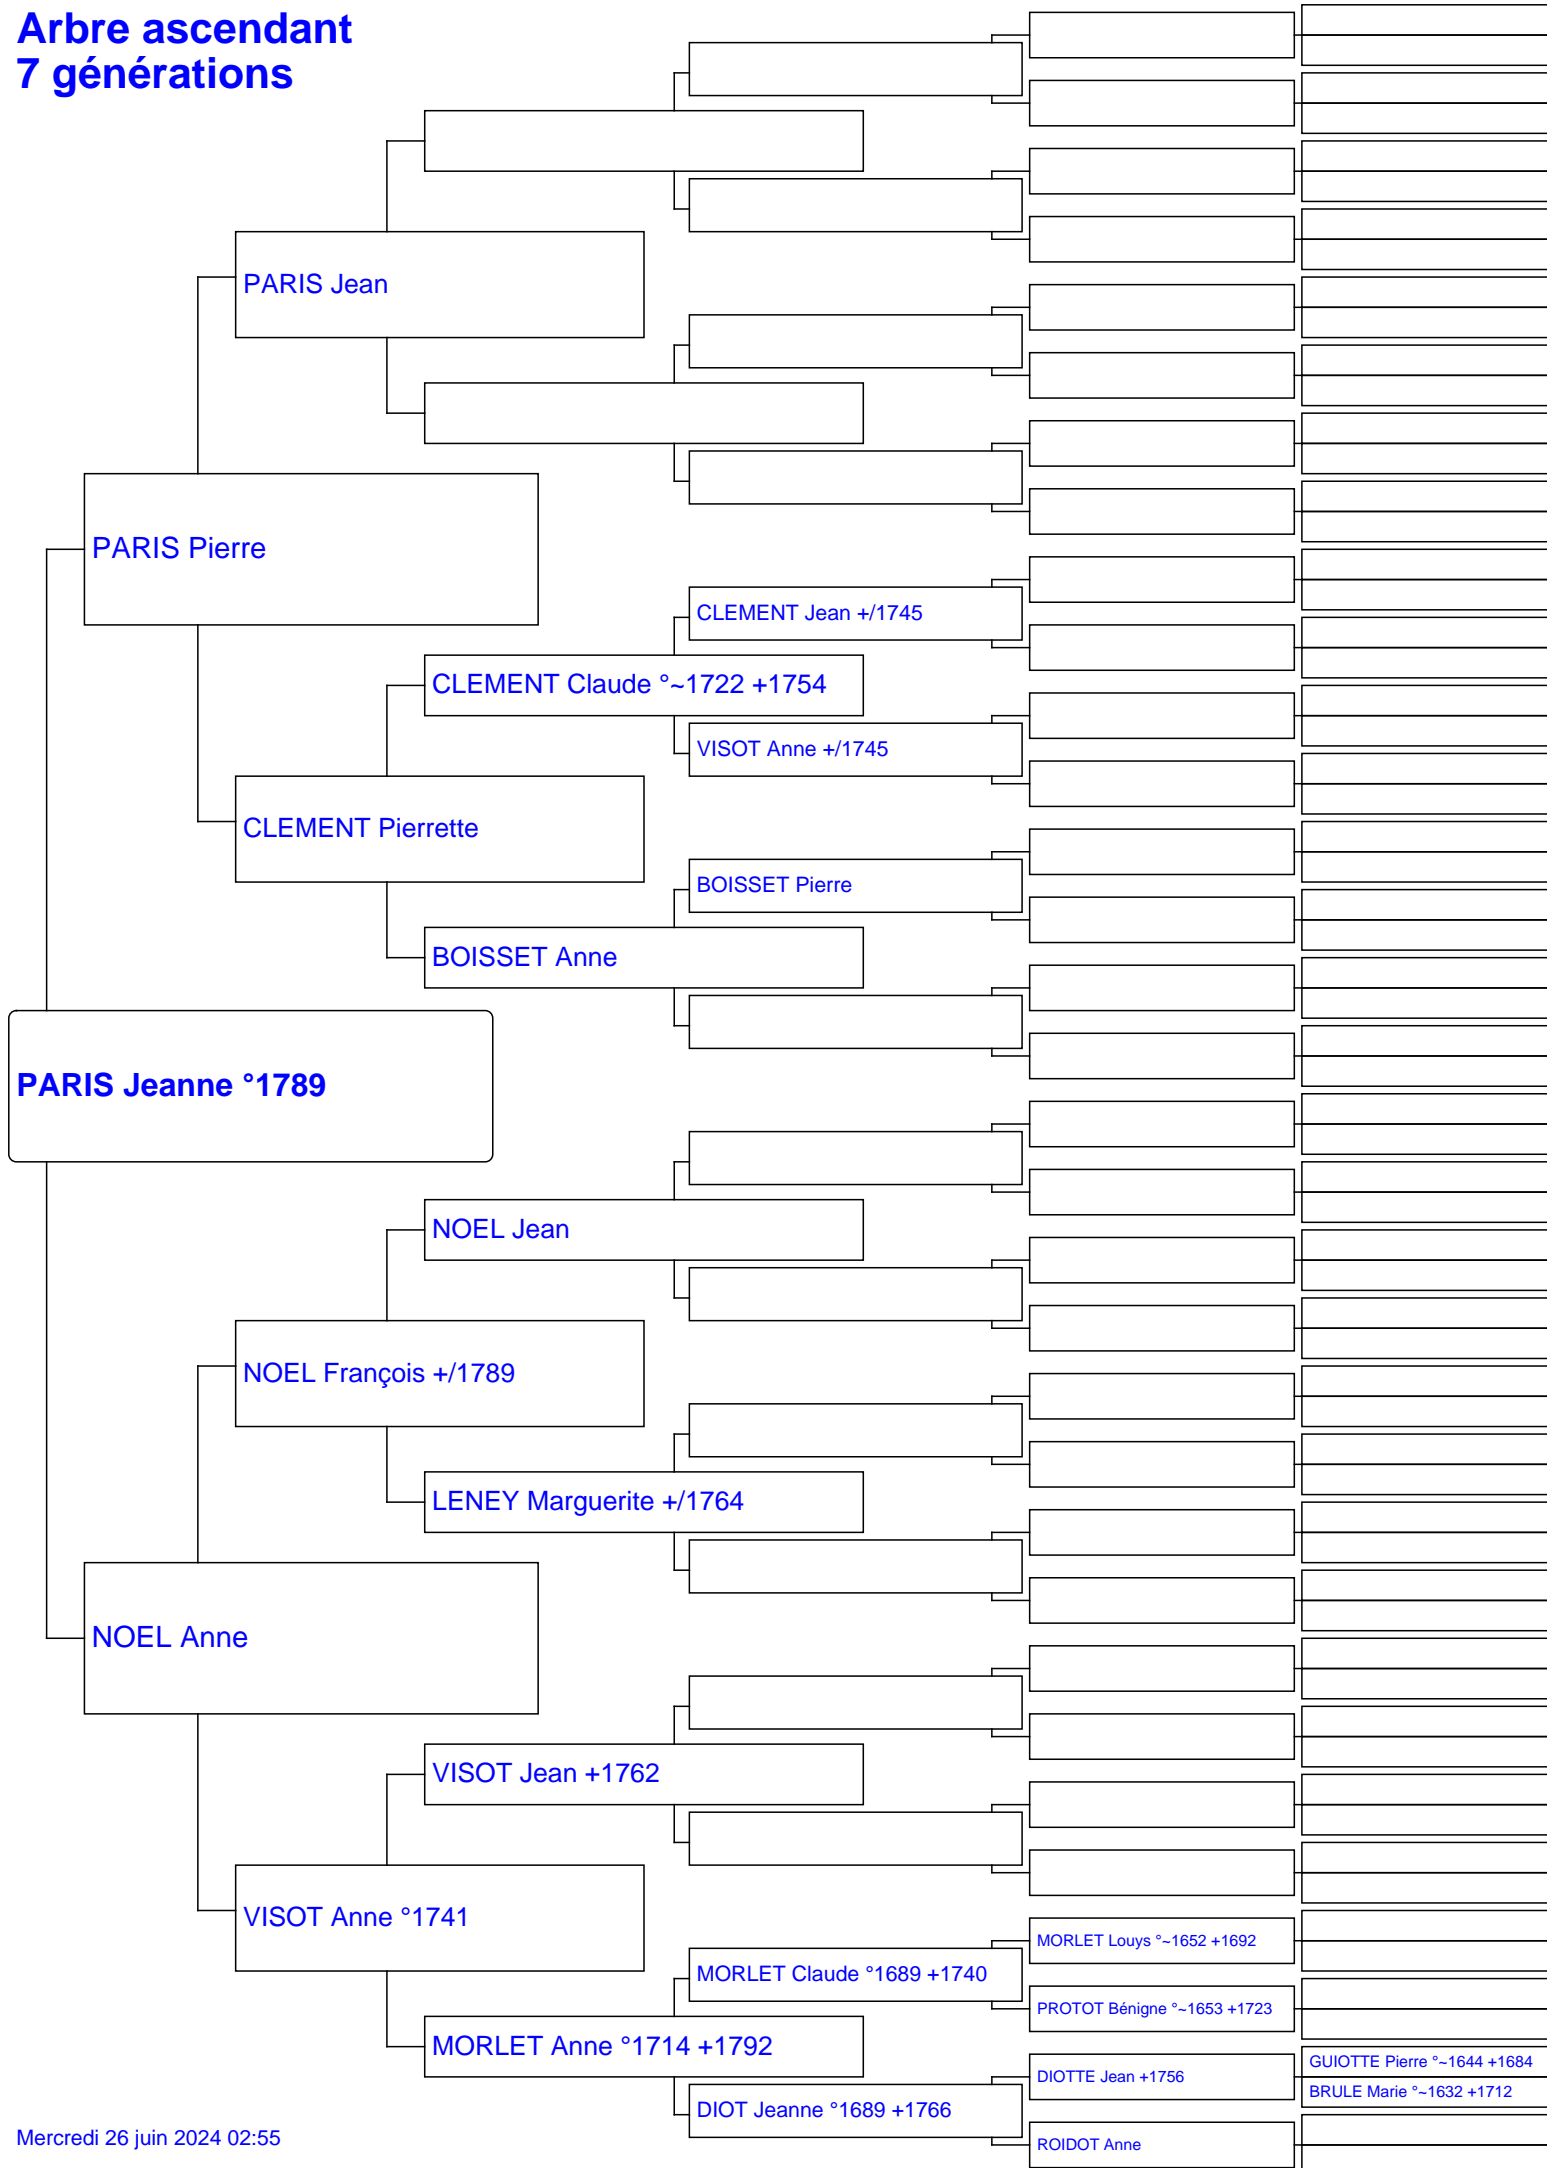 Arbre ascendant
7 générations
PARIS Jean
PARIS Pierre
CLEMENT Jean +/1745
CLEMENT Claude °~1722 +1754
VISOT Anne +/1745
CLEMENT Pierrette
BOISSET Pierre
BOISSET Anne
PARIS Jeanne °1789
NOEL Jean
NOEL François +/1789
LENEY Marguerite +/1764
NOEL Anne
VISOT Jean +1762
VISOT Anne °1741
MORLET Louys °~1652 +1692
MORLET Claude °1689 +1740
PROTOT Bénigne °~1653 +1723
MORLET Anne °1714 +1792
GUIOTTE Pierre °~1644 +1684
DIOTTE Jean +1756
BRULE Marie °~1632 +1712
DIOT Jeanne °1689 +1766
ROIDOT Anne
Mercredi 26 juin 2024 02:55